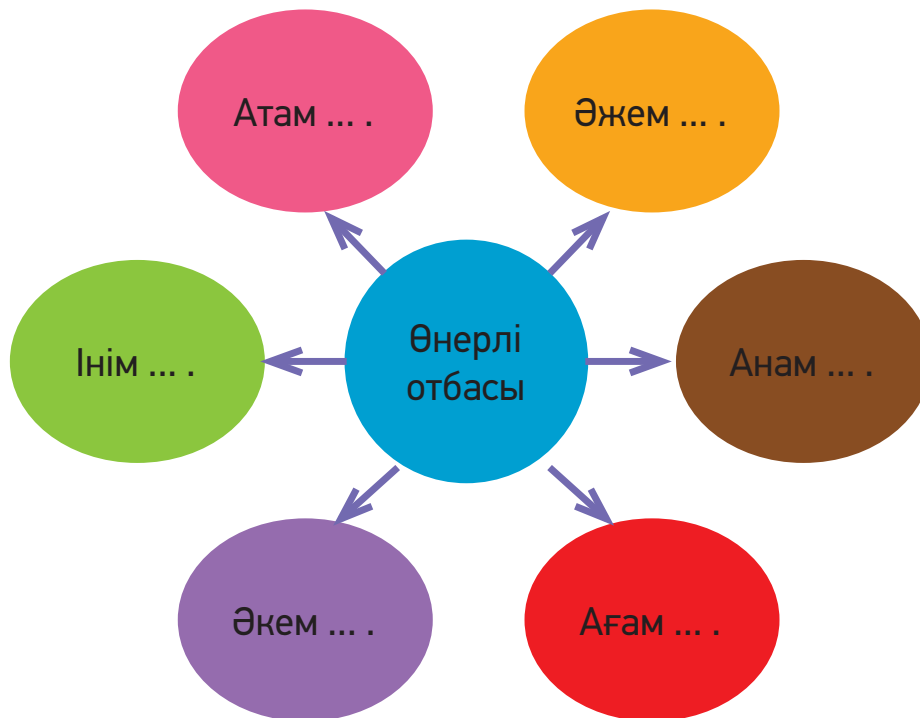 Атам ... .
Әжем ... .
Інім ... .
Өнерлі
отбасы
Анам ... .
Әкем ... .
Ағам ... .